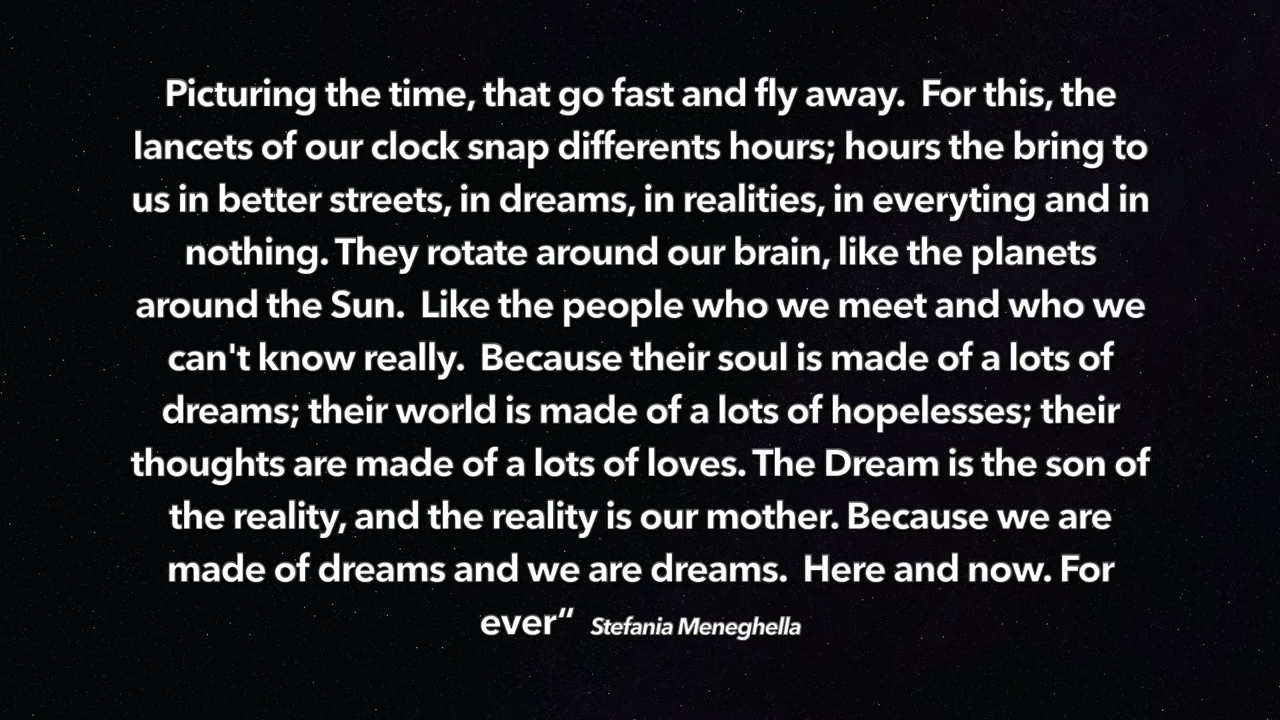 Picturing the time, that go fast and fly away.  For this, the
lancets of our clock snap differents hours; hours the bring to
us in better streets, in dreams, in realities, in everyting and in
nothing. They rotate around our brain, like the planets
around the Sun.  Like the people who we meet and who we
can't know really.  Because their soul is made of a lots of
dreams; their world is made of a lots of hopelesses; their
thoughts are made of a lots of loves. The Dream is the son of
the reality, and the reality is our mother. Because we are
made of dreams and we are dreams.  Here and now. For
ever“  Stefania Meneghella